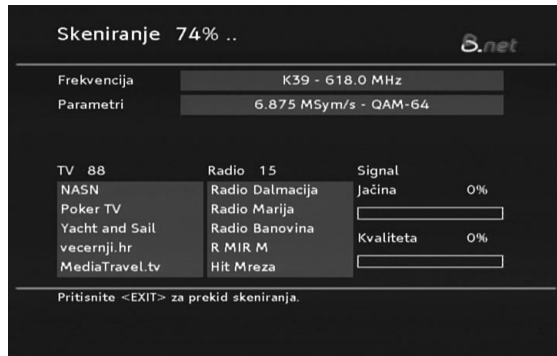 Skeniranje 74% ..
B.net
Frekvencija K39 - 618.0 MHz
Parametri 6.875 MSym/s - QAM-64
TV 88 Radio 15 Signal
NASN Radio Dalmacija Jačina 0%
Poker TV Radio Marija
Yacht and Sail Radio Banovina
Kvaliteta 0%
vecernji.hr R MIR M
MediaTravel.tv Hit Mreza
Pritisnite <EXIT> za prekid skeniranja.